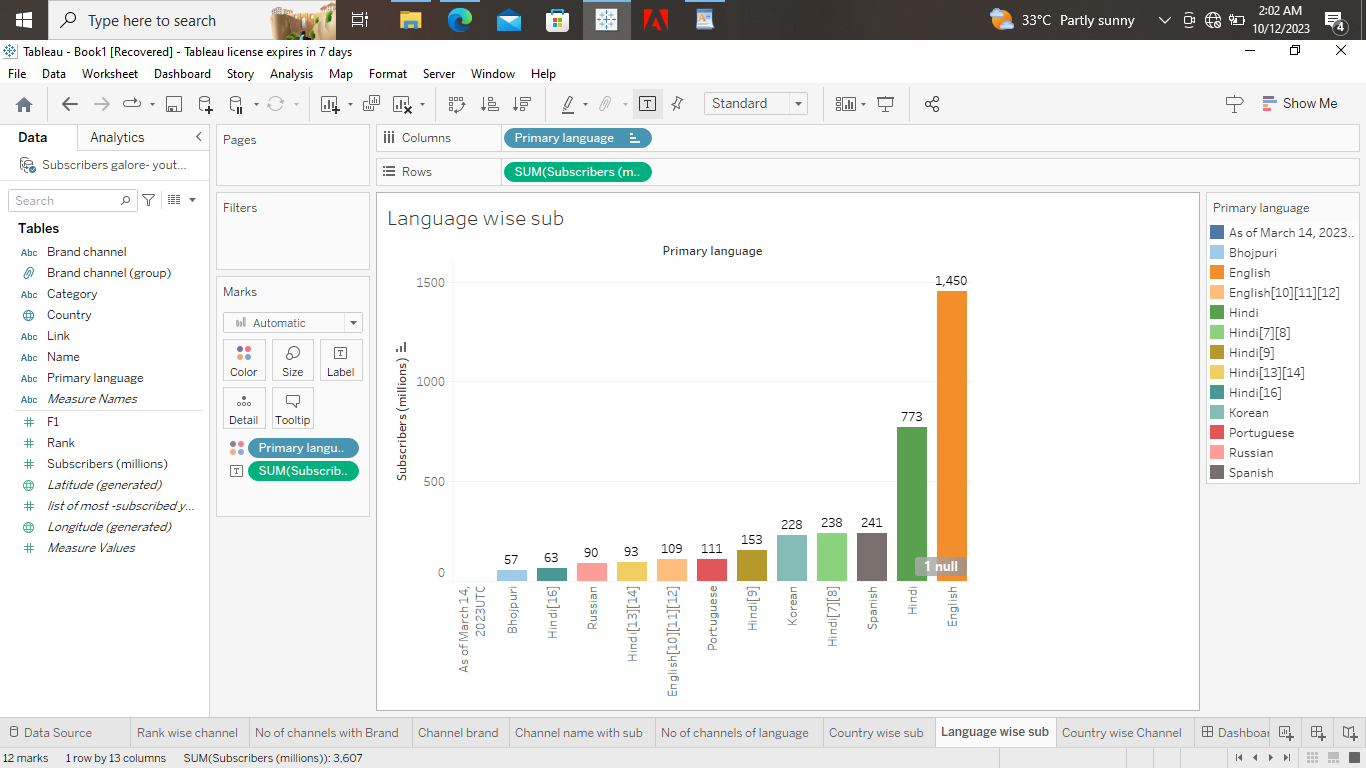 Type here to search
33°C Partly sunny
2:02 AM
10/12/2023
4
Tableau - Book1 [Recovered] - Tableau license expires in 7 days
File Data Worksheet Dashboard Story Analysis Map Format Server Window Help
Standard
Show Me
Data Analytics
Subscribers galore- yout...
Search
Tables
Abc Brand channel
Brand channel (group)
Abc Category
Country
Abc Link
Abc Name
Abc Primary language
Abc Measure Names
F1
Rank
Subscribers (millions)
Latitude (generated)
list of most -subscribed y...
Longitude (generated)
Measure Values
Pages
Filters
Marks
Automatic
Color Size Label
Detail Tooltip
Primary langu..
SUM(Subscrib..
Columns Primary language
Rows SUM(Subscribers (m..
Language wise sub
Primary language
Subscribers (millions)
1500
1000
500
0
57
63
90
93
109
111
153
228
238
241
773
1,450
1 null
As of March 14,
2023UTC
Bhojpuri
Hindi[16]
Russian
Hindi[13][14]
English[10][11][12]
Portuguese
Hindi[9]
Korean
Hindi[7][8]
Spanish
Hindi
English
Primary language
As of March 14, 2023..
Bhojpuri
English
English[10][11][12]
Hindi
Hindi[7][8]
Hindi[9]
Hindi[13][14]
Hindi[16]
Korean
Portuguese
Russian
Spanish
Data Source Rank wise channel No of channels with Brand Channel brand Channel name with sub No of channels of language Country wise sub Language wise sub Country wise Channel Dashboar
12 marks 1 row by 13 columns SUM(Subscribers (millions)): 3,607